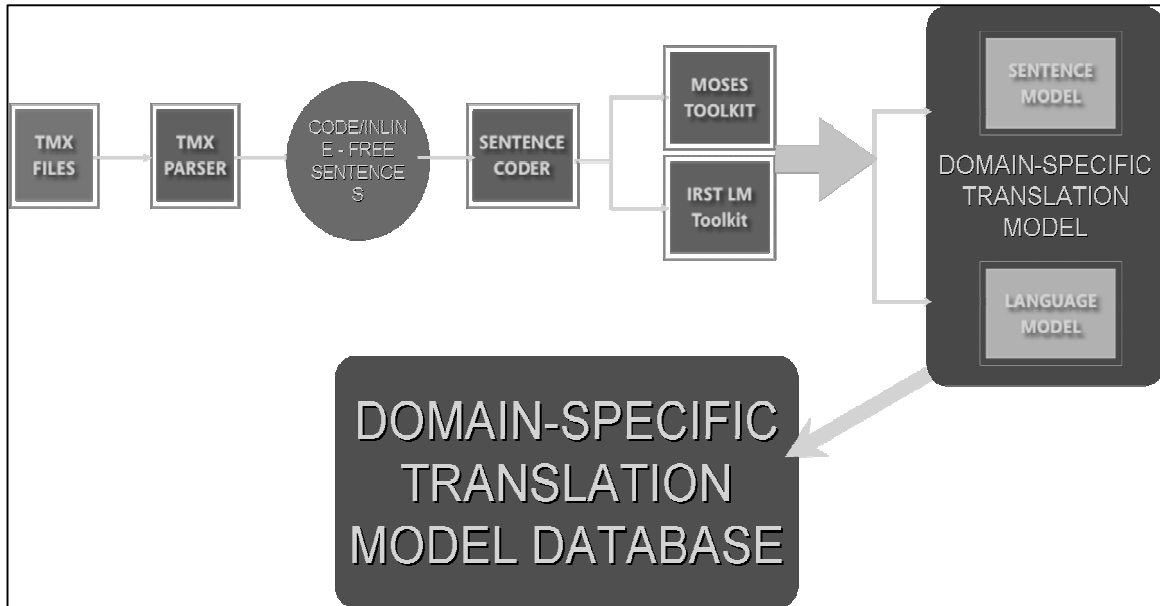 TMX
FILES
TMX
PARSER
CODE/INLIN
E - FREE
SENTENCE
S
SENTENCE
CODER
MOSES
TOOLKIT
IRST LM
Toolkit
SENTENCE
MODEL
DOMAIN-SPECIFIC
TRANSLATION
MODEL
LANGUAGE
MODEL
DOMAIN-SPECIFIC
TRANSLATION
MODEL DATABASE